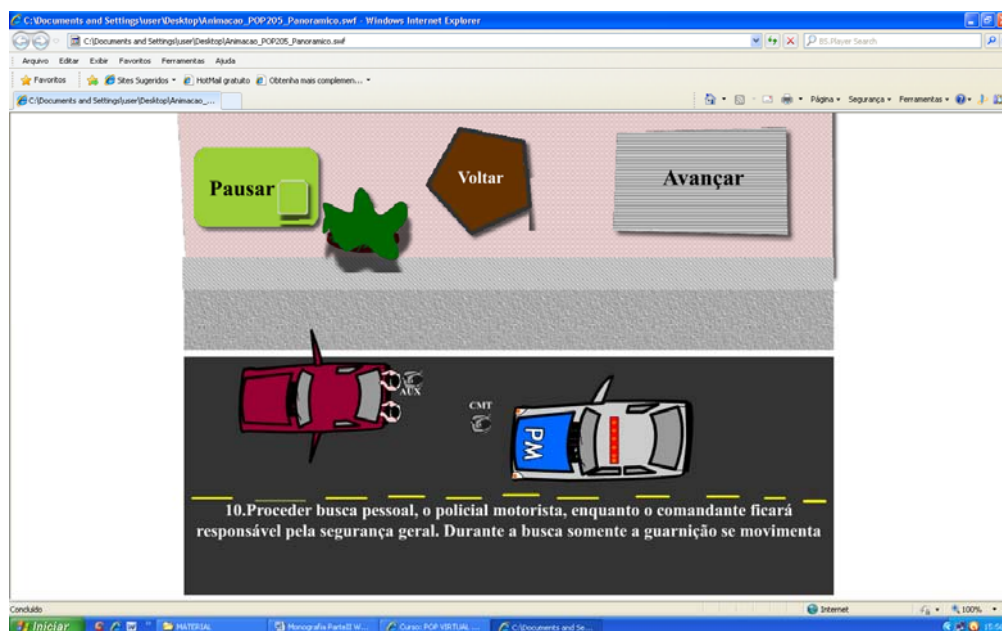 C:\Documents and Settings\user\Desktop\Animacao_POP205_Panoramico.swf - Windows Internet Explorer
C:\Documents and Settings\user\Desktop\Animacao_POP205_Panoramico.swf
BS.Player Search
Arquivo Editar Exibir Favoritos Ferramentas Ajuda
Favoritos Sites Sugeridos HotMail gratuito Obtenha mais complemen...
C:\Documents and Settings\user\Desktop\Animacao_...
Página Segurança Ferramentas
Pausar
Voltar
Avançar
AUX
CMT
PM
10.Proceder busca pessoal, o policial motorista, enquanto o comandante ficará
responsável pela segurança geral. Durante a busca somente a guarnição se movimenta
Concluído
Internet
100%
Iniciar
MATERIAL
Monografia ParteII W...
Curso: POP VIRTUAL ...
C:\Documents and Se...